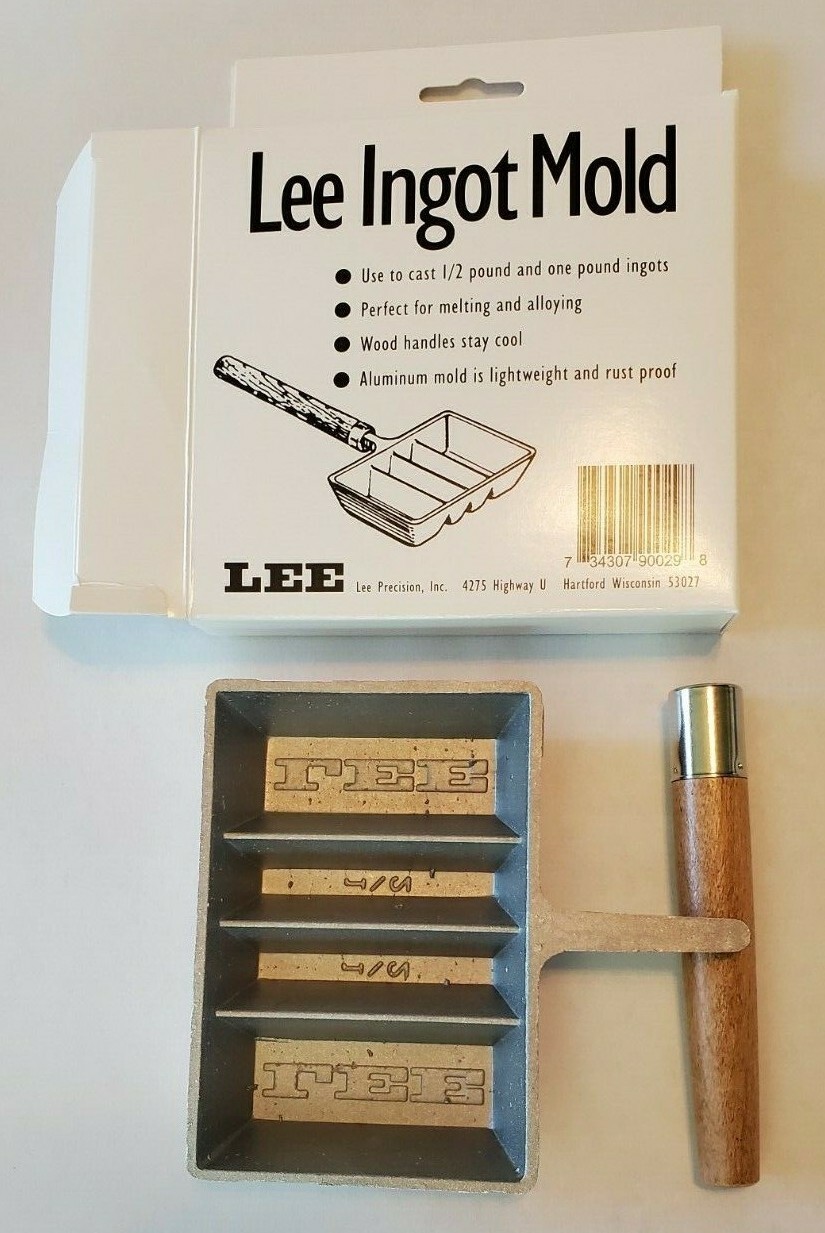 Lee Ingot Mold
● Use to cast 1/2 pound and one pound ingots
● Perfect for melting and alloying
● Wood handles stay cool
● Aluminum mold is lightweight and rust proof
7 34307 90029 8
LEE Lee Precision, Inc. 4275 Highway U Hartford Wisconsin 53027
LEE
1/2
1/2
LEE